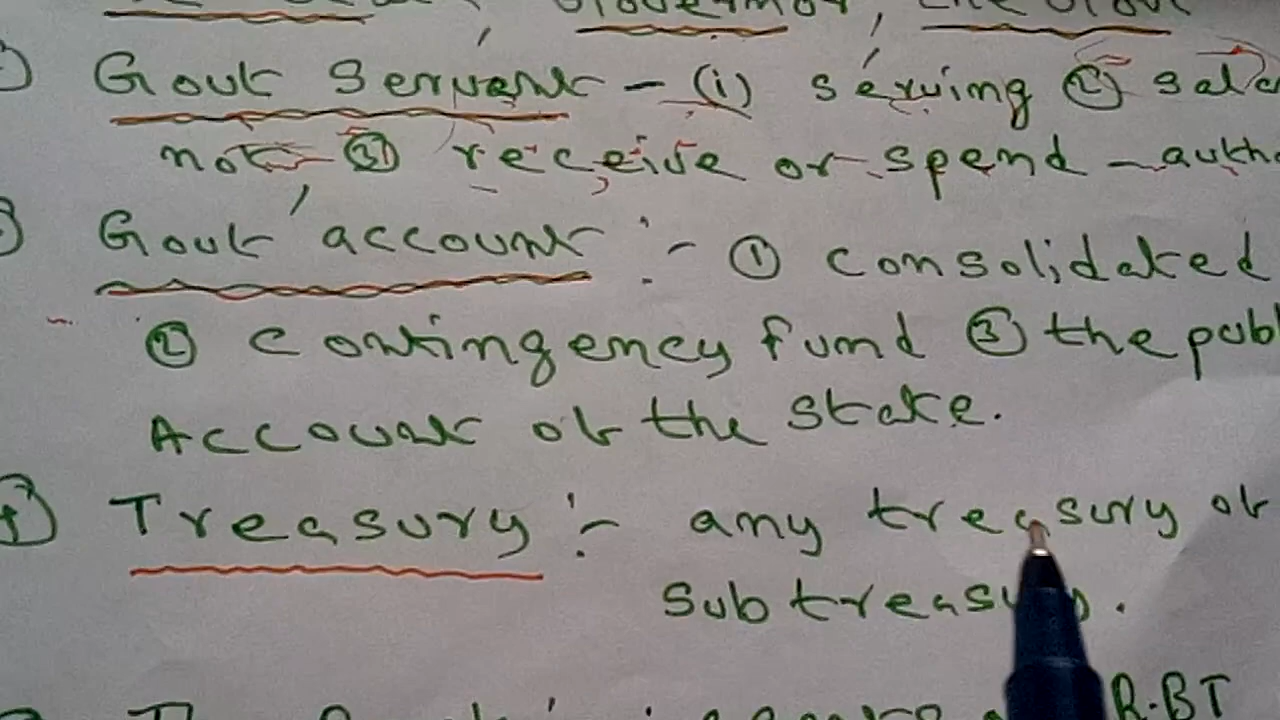 Govt Servant - (i) serving ②
not ③ receive or spend -
Govt account :- ① consolidated
② contingency fund ③ the
Account of the State.
Treasury :- any treasury or
Subtreasury.
R.BT